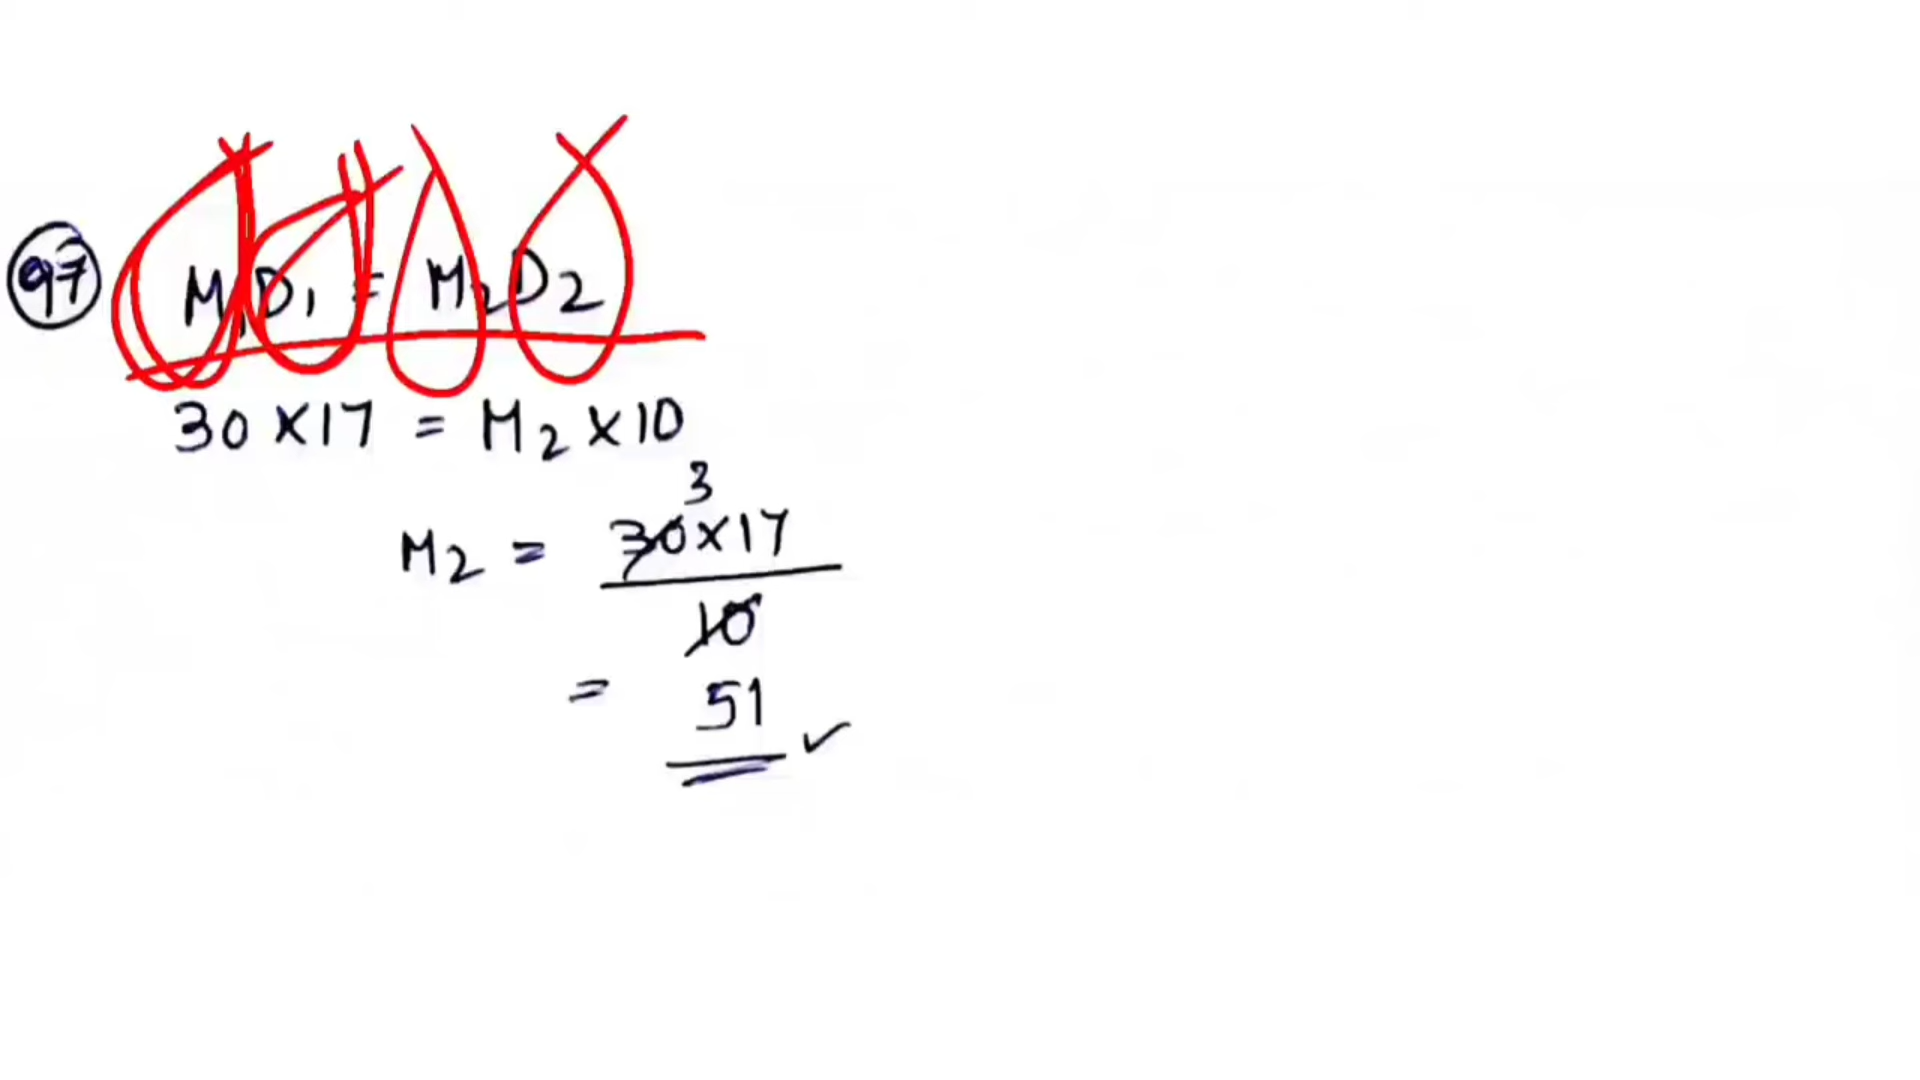 97 M1D1 = M2D2
30×17 = M2×10
3
M2 = 30×17
10
= 51 ✓